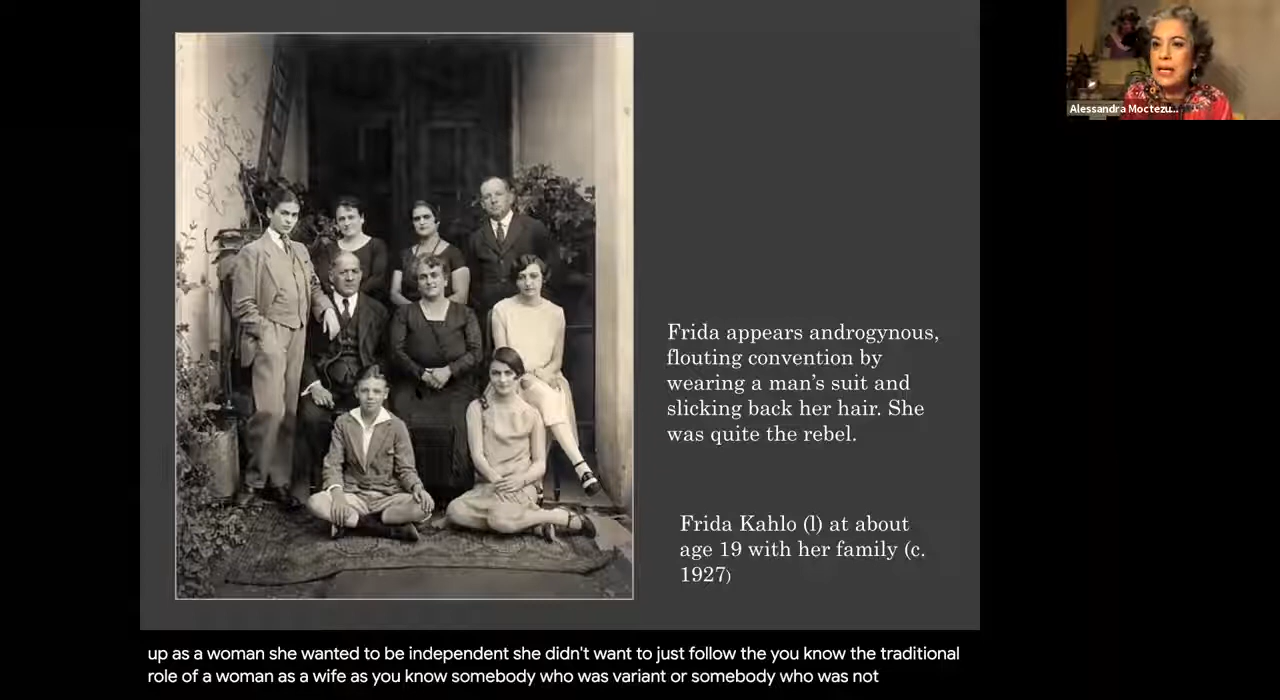 Alessandra Moctezu...
Frida appears androgynous,
flouting convention by
wearing a man's suit and
slicking back her hair. She
was quite the rebel.
Frida Kahlo (l) at about
age 19 with her family (c.
1927)
up as a woman she wanted to be independent she didn't want to just follow the you know the traditional
role of a woman as a wife as you know somebody who was variant or somebody who was not